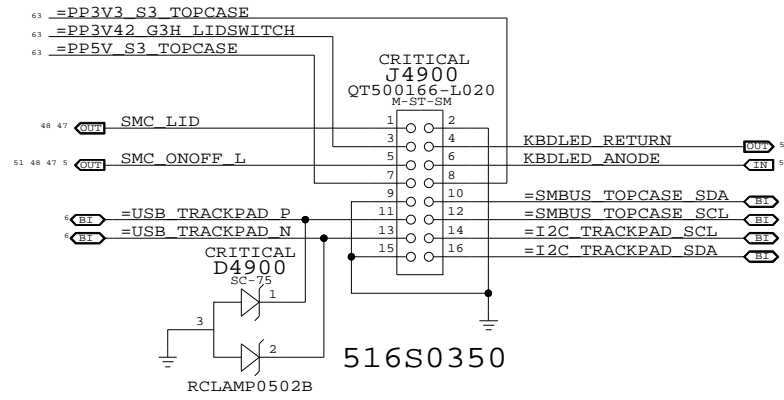 63 =PP3V3_S3_TOPCASE
63 =PP3V42_G3H_LIDSWITCH
63 =PP5V_S3_TOPCASE
CRITICAL
J4900
QT500166-L020
M-ST-SM
48 47 OUT SMC_LID 1 2
3 4 KBDLED_RETURN OUT 5
51 48 47 5 OUT SMC_ONOFF_L 5 6 KBDLED_ANODE IN 5
7 8
9 10 =SMBUS_TOPCASE_SDA BI
6 BI =USB_TRACKPAD_P 11 12 =SMBUS_TOPCASE_SCL BI
6 BI =USB_TRACKPAD_N 13 14 =I2C_TRACKPAD_SCL BI
15 16 =I2C_TRACKPAD_SDA BI
CRITICAL
D4900
SC-75
1
3
2
RCLAMP0502B
516S0350